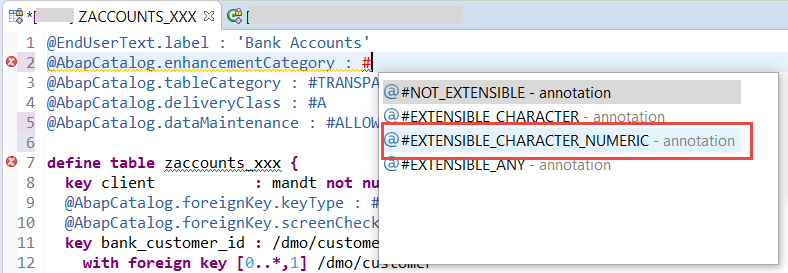 *[ ] ZACCOUNTS_XXX [
1 @EndUserText.label : 'Bank Accounts'
2 @AbapCatalog.enhancementCategory : #
3 @AbapCatalog.tableCategory : #TRANSPA
4 @AbapCatalog.deliveryClass : #A
5 @AbapCatalog.dataMaintenance : #ALLOW
6
7 define table zaccounts_xxx {
8 key client : mandt not nu
9 @AbapCatalog.foreignKey.keyType : #
10 @AbapCatalog.foreignKey.screenCheck
11 key bank_customer_id : /dmo/custome
12 with foreign key [0..*,1] /dmo/customer
@#NOT_EXTENSIBLE - annotation
@#EXTENSIBLE_CHARACTER - annotation
@#EXTENSIBLE_CHARACTER_NUMERIC - annotation
@#EXTENSIBLE_ANY - annotation